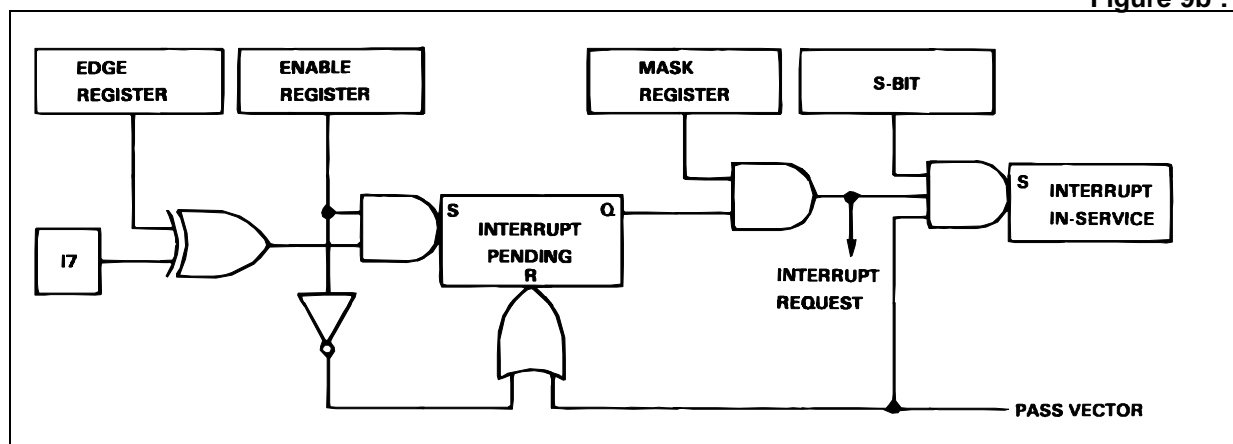 Figure 9b :
EDGE
REGISTER
ENABLE
REGISTER
MASK
REGISTER
S-BIT
I7
S
Q
INTERRUPT
PENDING
R
INTERRUPT
REQUEST
S
INTERRUPT
IN-SERVICE
PASS VECTOR